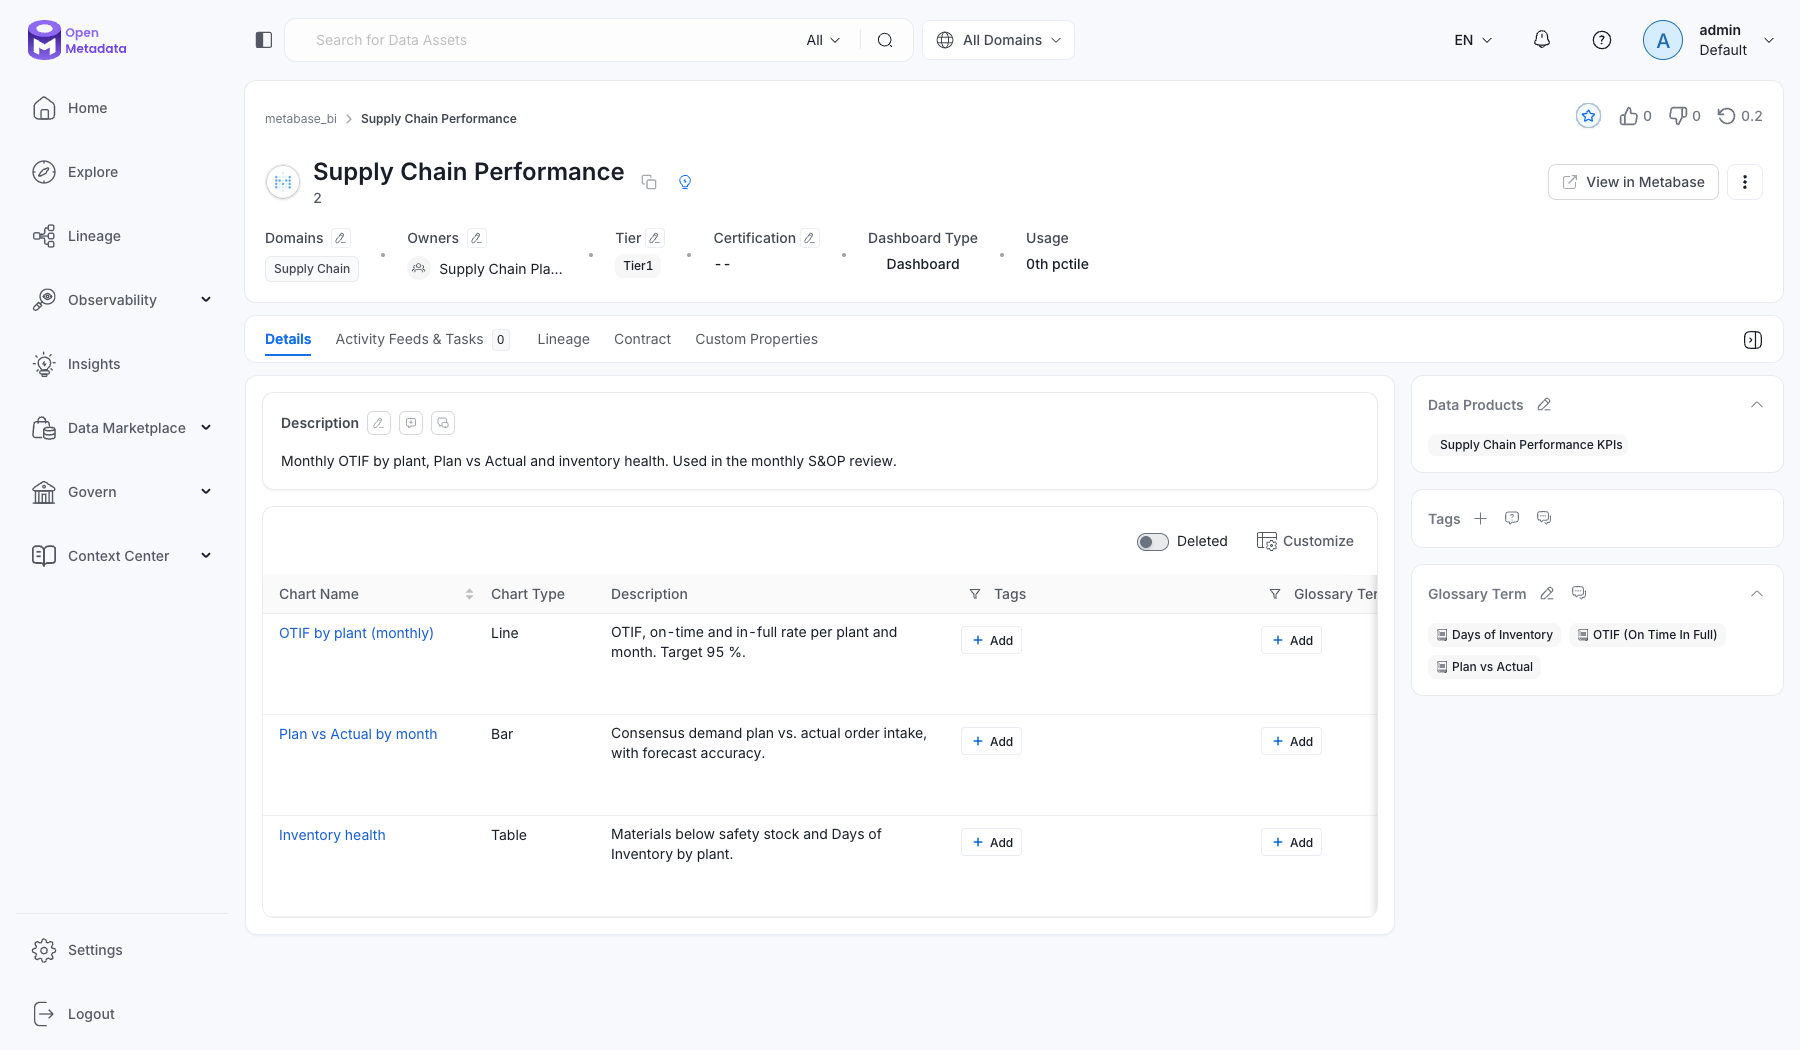 Open
Metadata
Search for Data Assets
All
All Domains
EN
A
admin
Default
Home
Explore
Lineage
Observability
Insights
Data Marketplace
Govern
Context Center
Settings
Logout
metabase_bi
Supply Chain Performance
0
0
0.2
Supply Chain Performance
2
View in Metabase
Domains
Supply Chain
Owners
Supply Chain Pla...
Tier
Tier1
Certification
--
Dashboard Type
Dashboard
Usage
0th pctile
Details
Activity Feeds & Tasks 0
Lineage
Contract
Custom Properties
Description
Monthly OTIF by plant, Plan vs Actual and inventory health. Used in the monthly S&OP review.
Deleted
Customize
Chart Name
Chart Type
Description
Tags
Glossary Ter
OTIF by plant (monthly)
Line
OTIF, on-time and in-full rate per plant and
month. Target 95 %.
+ Add
+ Add
Plan vs Actual by month
Bar
Consensus demand plan vs. actual order intake,
with forecast accuracy.
+ Add
+ Add
Inventory health
Table
Materials below safety stock and Days of
Inventory by plant.
+ Add
+ Add
Data Products
Supply Chain Performance KPIs
Tags
Glossary Term
Days of Inventory
OTIF (On Time In Full)
Plan vs Actual